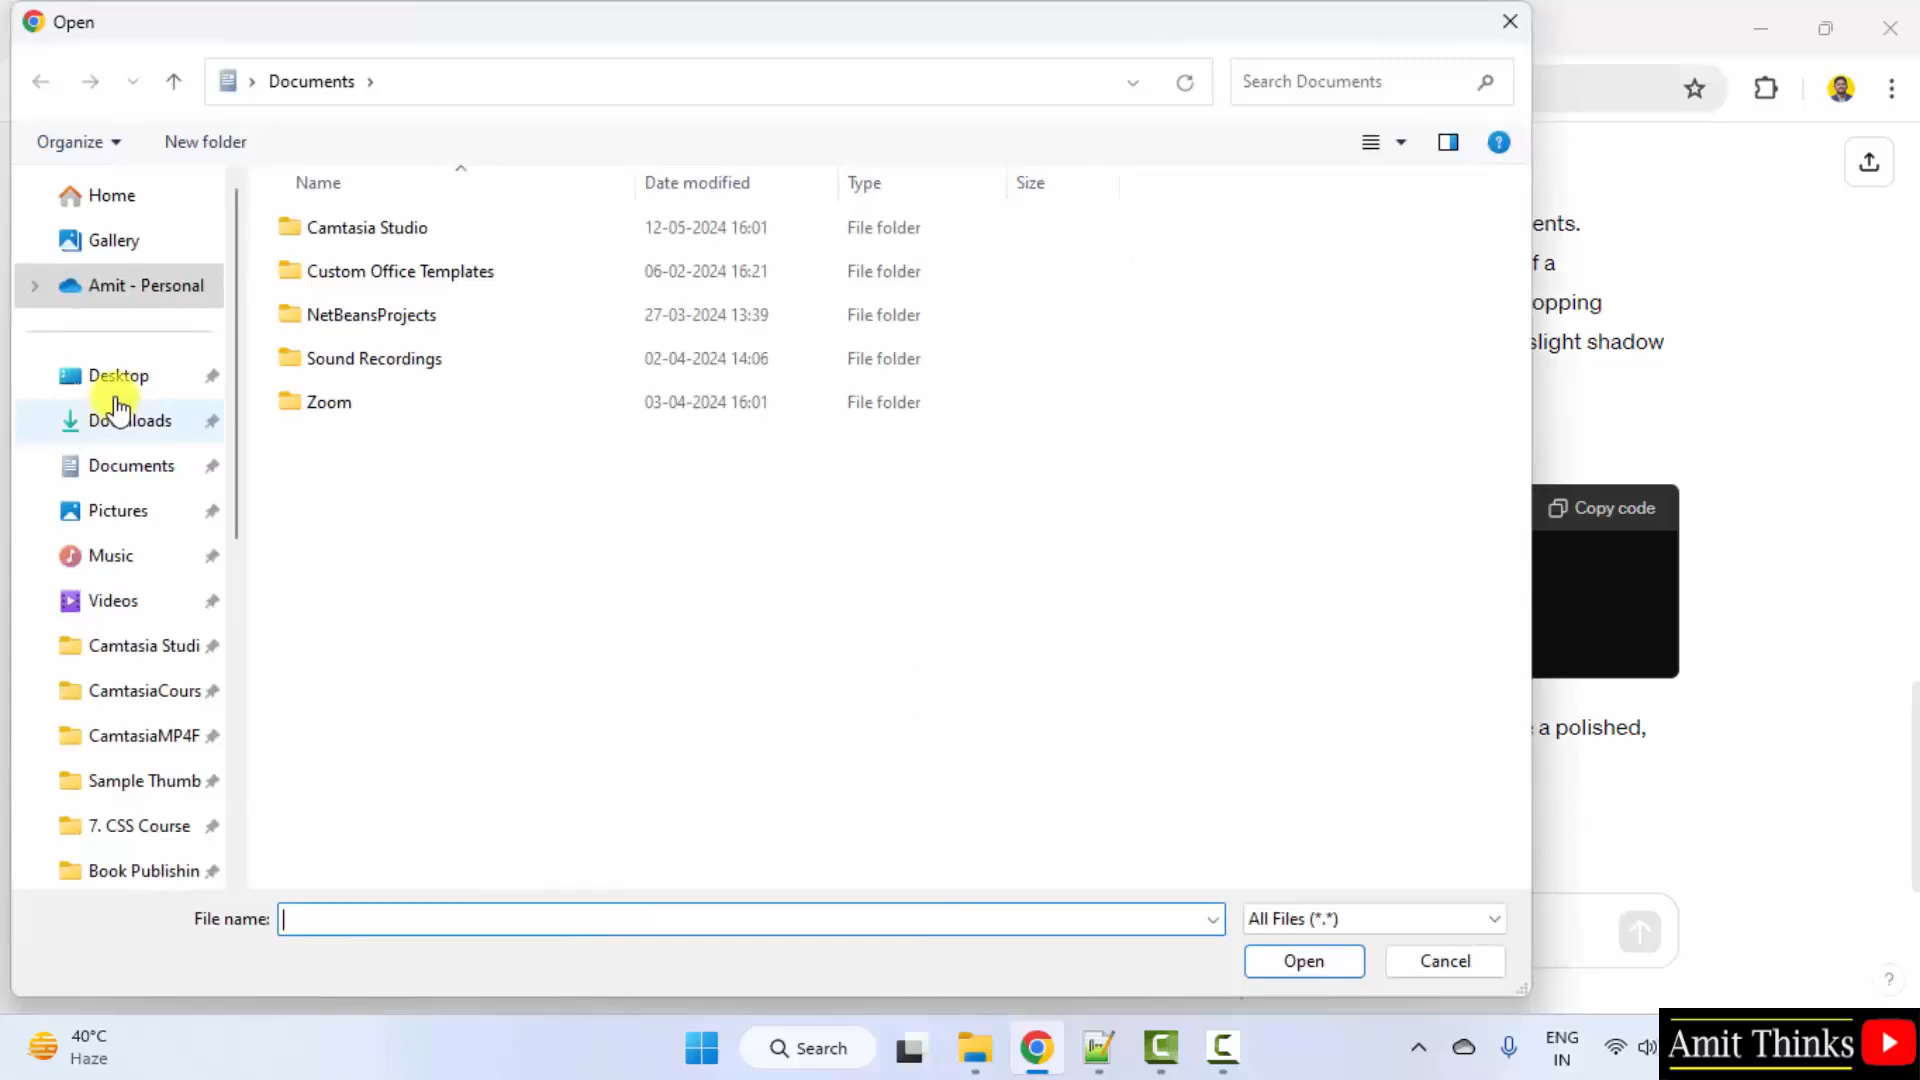 Open
Documents
Search Documents
Organize
New folder
Name
Date modified
Type
Size
Home
Gallery
Amit - Personal
Desktop
Downloads
Documents
Pictures
Music
Videos
Camtasia Studi
CamtasiaCours
CamtasiaMP4F
Sample Thumb
7. CSS Course
Book Publishin
Camtasia Studio 12-05-2024 16:01 File folder
Custom Office Templates 06-02-2024 16:21 File folder
NetBeansProjects 27-03-2024 13:39 File folder
Sound Recordings 02-04-2024 14:06 File folder
Zoom 03-04-2024 16:01 File folder
ents.
f a
opping
slight shadow
Copy code
a polished,
File name:
All Files (*.*)
Open
Cancel
?
40°C
Haze
Search
ENG
IN
Amit Thinks